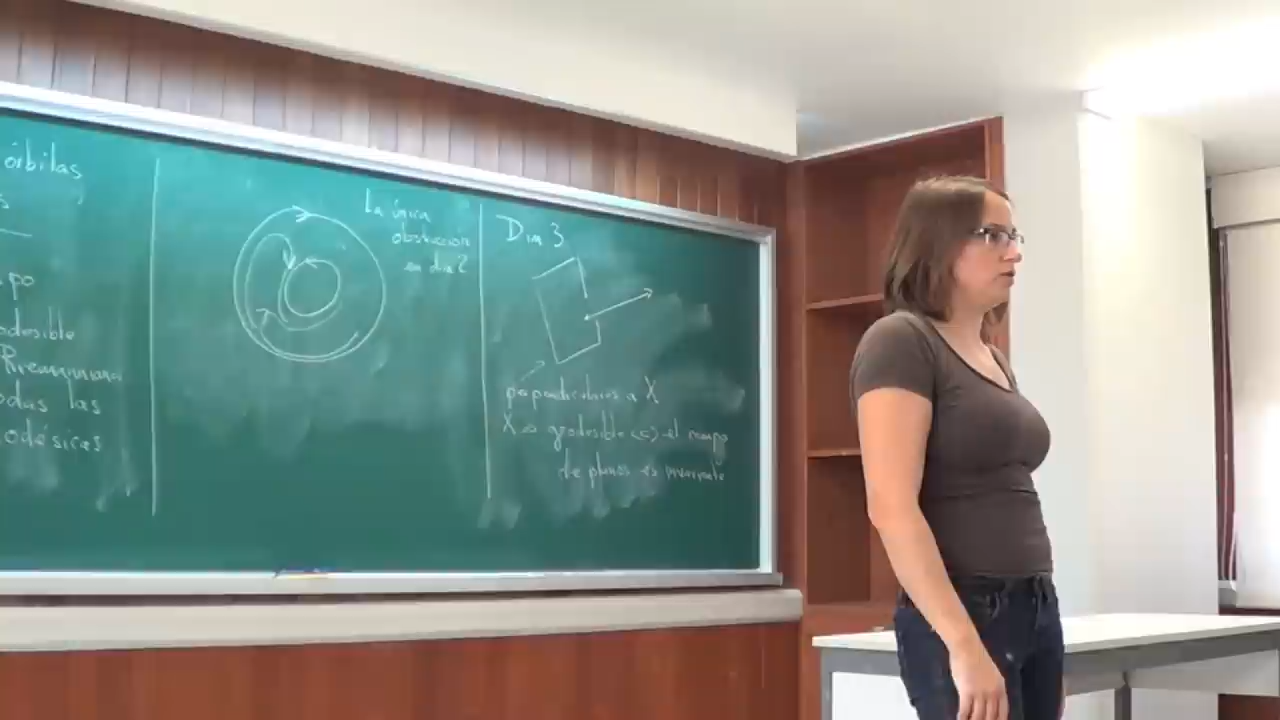 órbitas,
s
po
odesible
Riemanniana
odas las
odésicas
La única
obstrucción
en dim 2
Dim 3
perpendiculares a X
X es geodesible (=) el campo
de planos es invariante